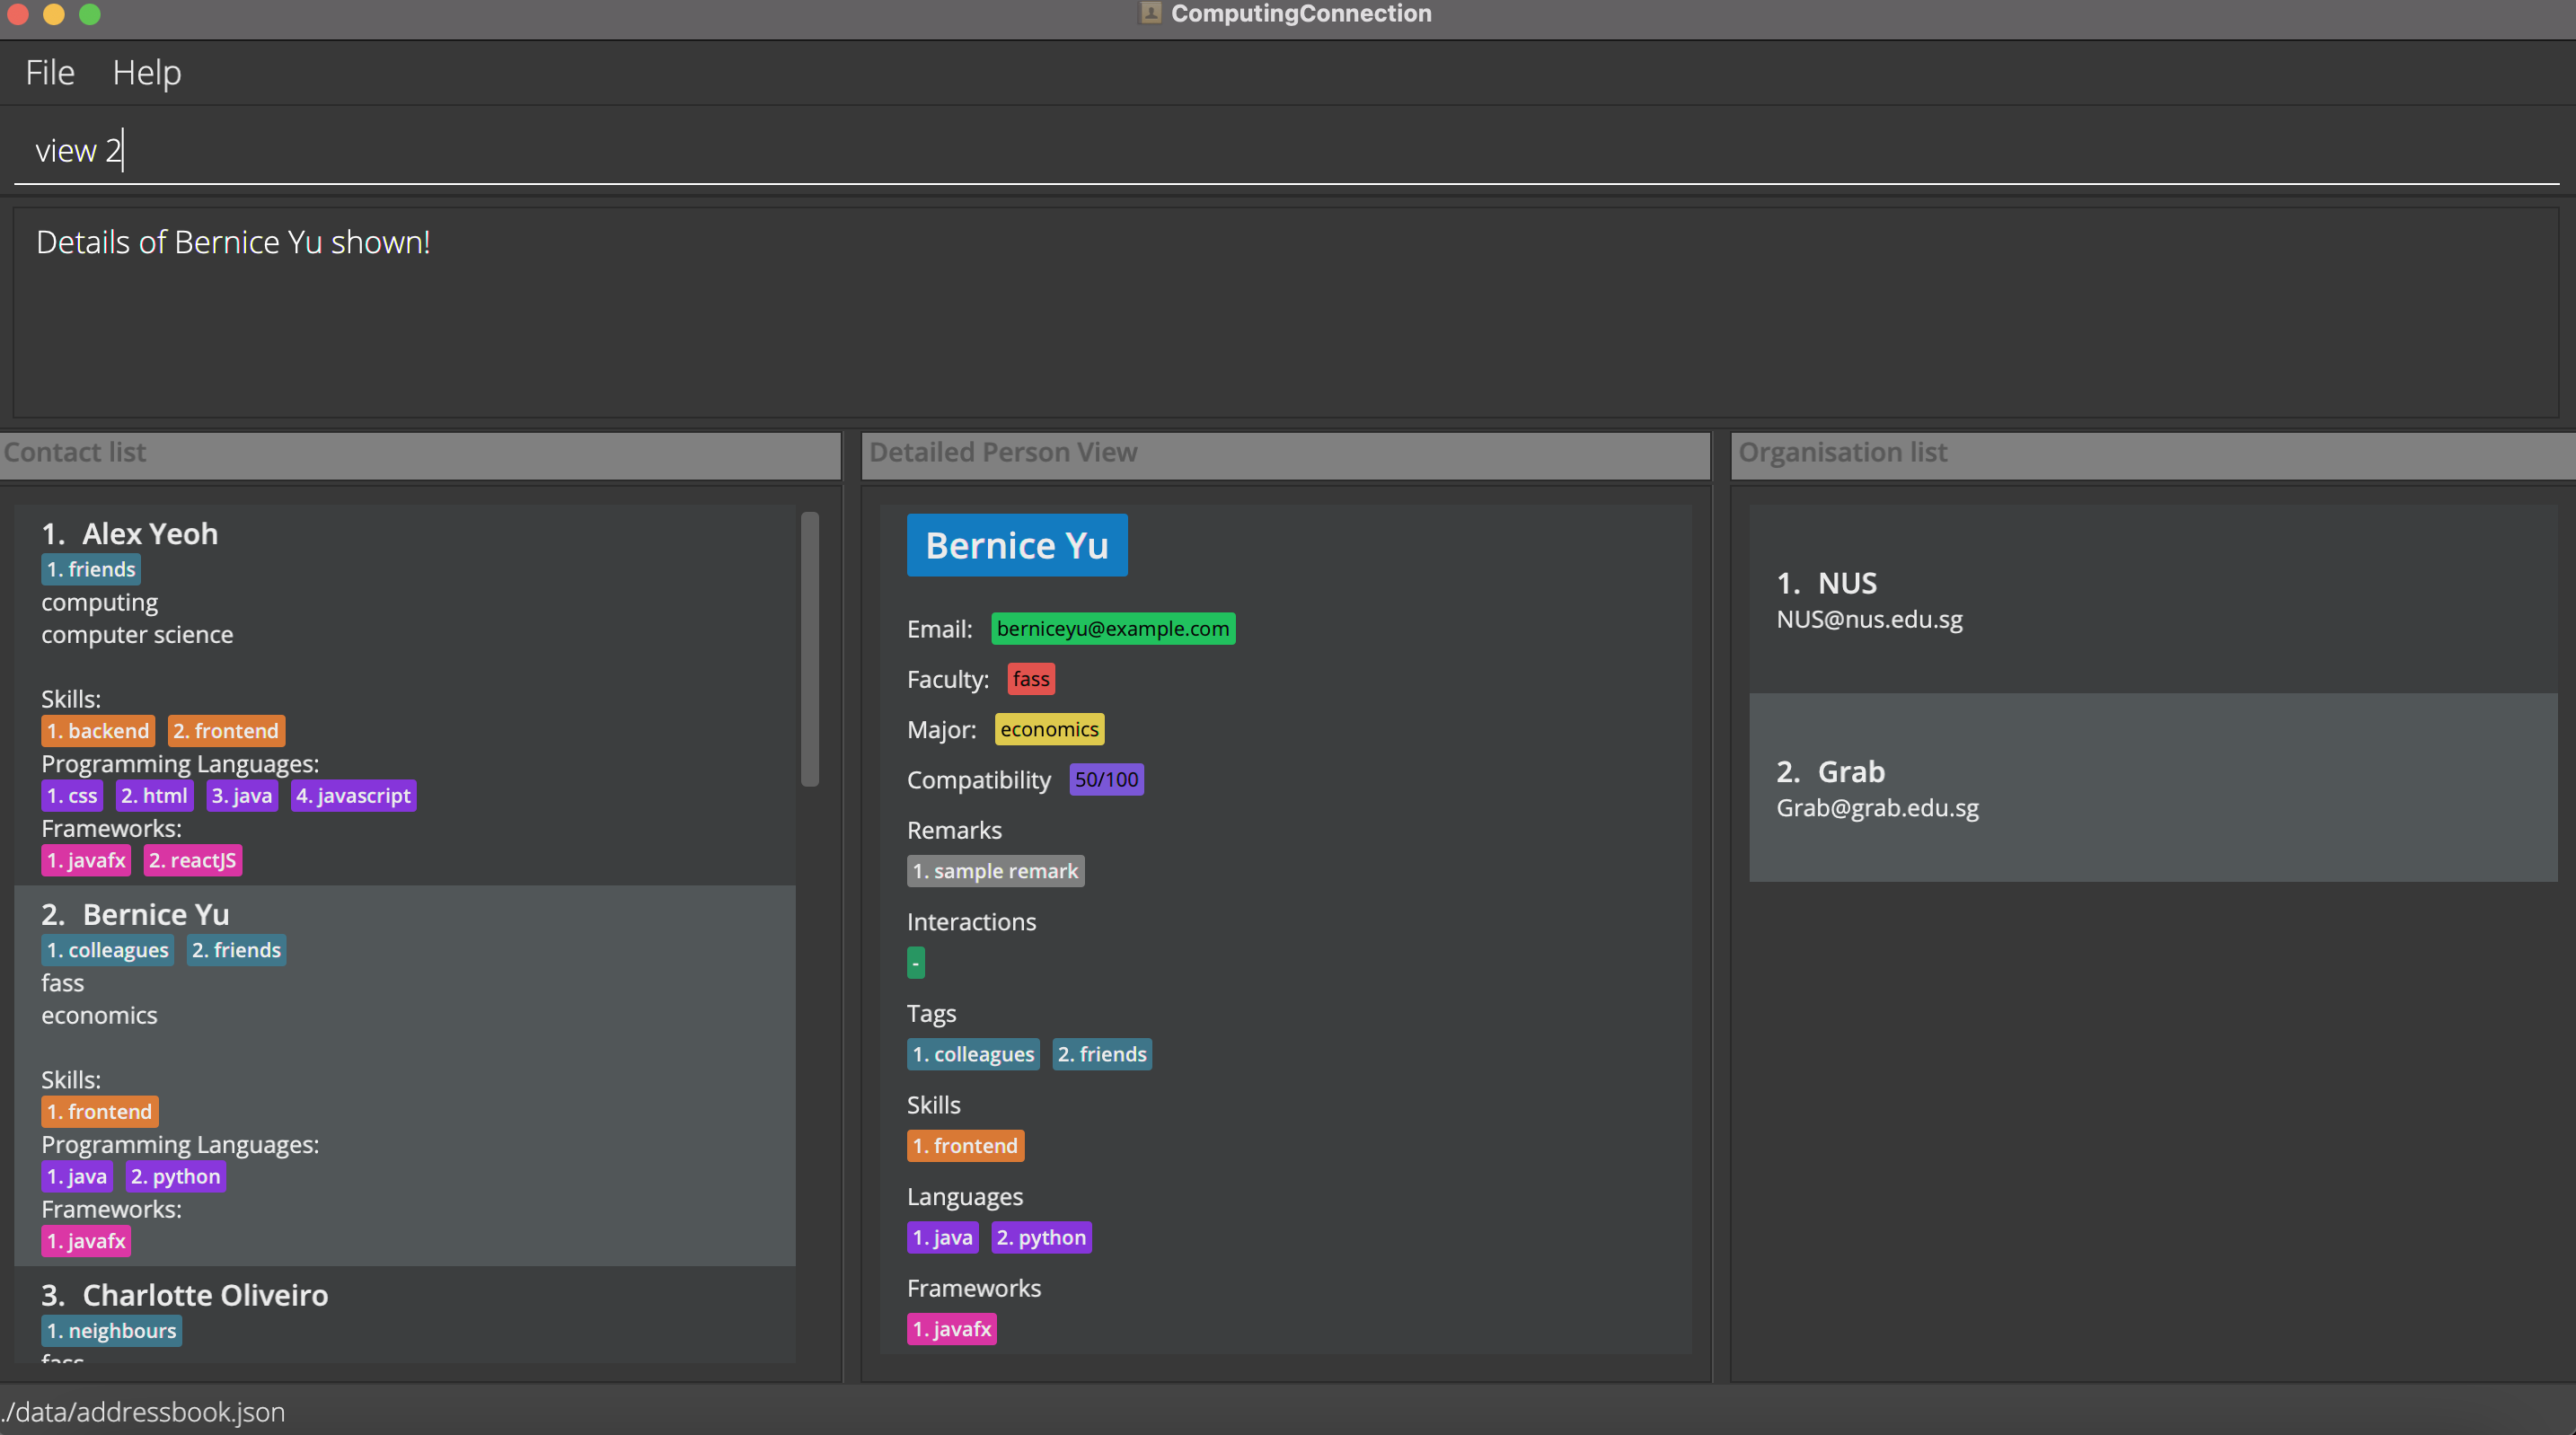 ComputingConnection
File Help
view 2
Details of Bernice Yu shown!
Contact list
1. Alex Yeoh
1. friends
computing
computer science
Skills:
1. backend 2. frontend
Programming Languages:
1. css 2. html 3. java 4. javascript
Frameworks:
1. javafx 2. reactJS
2. Bernice Yu
1. colleagues 2. friends
fass
economics
Skills:
1. frontend
Programming Languages:
1. java 2. python
Frameworks:
1. javafx
3. Charlotte Oliveiro
1. neighbours
fass
Detailed Person View
Bernice Yu
Email: berniceyu@example.com
Faculty: fass
Major: economics
Compatibility 50/100
Remarks
1. sample remark
Interactions
-
Tags
1. colleagues 2. friends
Skills
1. frontend
Languages
1. java 2. python
Frameworks
1. javafx
Organisation list
1. NUS
NUS@nus.edu.sg
2. Grab
Grab@grab.edu.sg
./data/addressbook.json